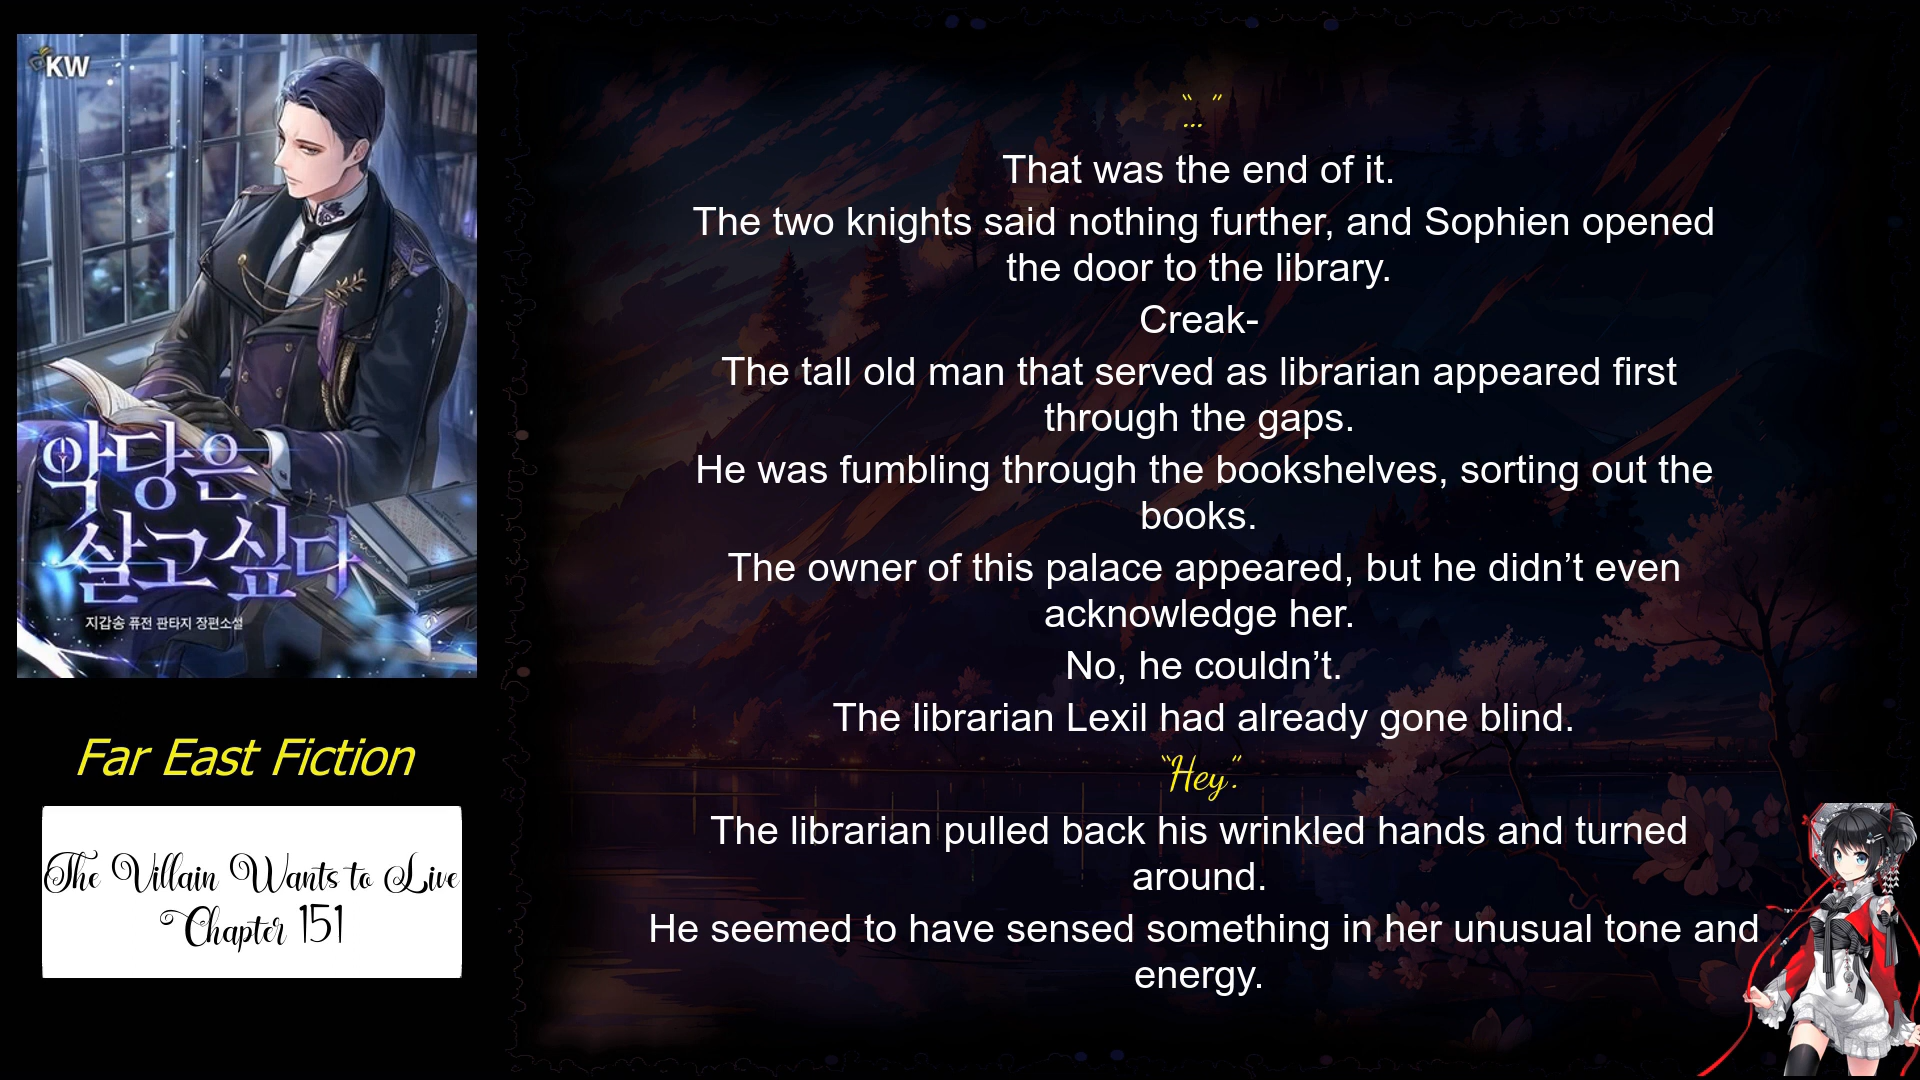 KW
악당은
살고싶다
지갑송 퓨전 판타지 장편소설
Far East Fiction
The Villain Wants to Live
Chapter 151
“ ”
...
That was the end of it.
The two knights said nothing further, and Sophien opened
the door to the library.
Creak-
The tall old man that served as librarian appeared first
through the gaps.
He was fumbling through the bookshelves, sorting out the
books.
The owner of this palace appeared, but he didn’t even
acknowledge her.
No, he couldn’t.
The librarian Lexil had already gone blind.
“Hey.”
The librarian pulled back his wrinkled hands and turned
around.
He seemed to have sensed something in her unusual tone and
energy.